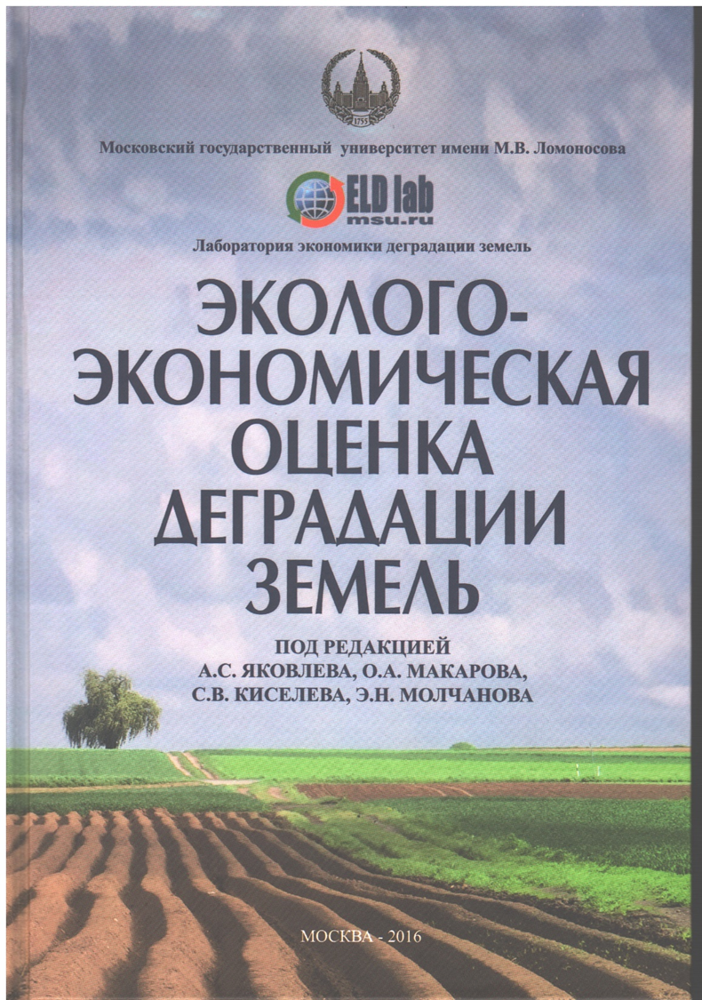 1755
Московский государственный университет имени М.В. Ломоносова
ELD lab
msu.ru
Лаборатория экономики деградации земель
ЭКОЛОГО-
ЭКОНОМИЧЕСКАЯ
ОЦЕНКА
ДЕГРАДАЦИИ
ЗЕМЕЛЬ
ПОД РЕДАКЦИЕЙ
А.С. ЯКОВЛЕВА, О.А. МАКАРОВА,
С.В. КИСЕЛЕВА, Э.Н. МОЛЧАНОВА
МОСКВА - 2016